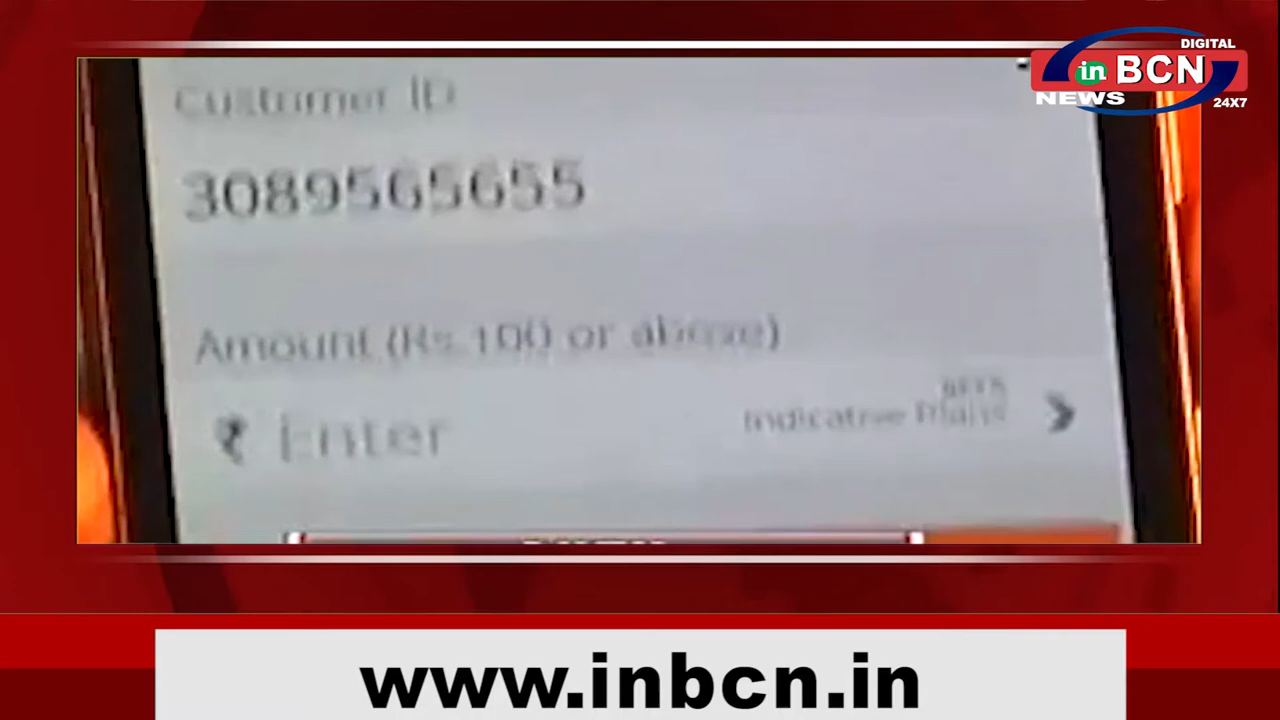 DIGITAL
in BCN
NEWS
24X7
Customer ID
3089565655
Amount (Rs.100 or above)
₹ Enter
Indicative Plans
www.inbcn.in